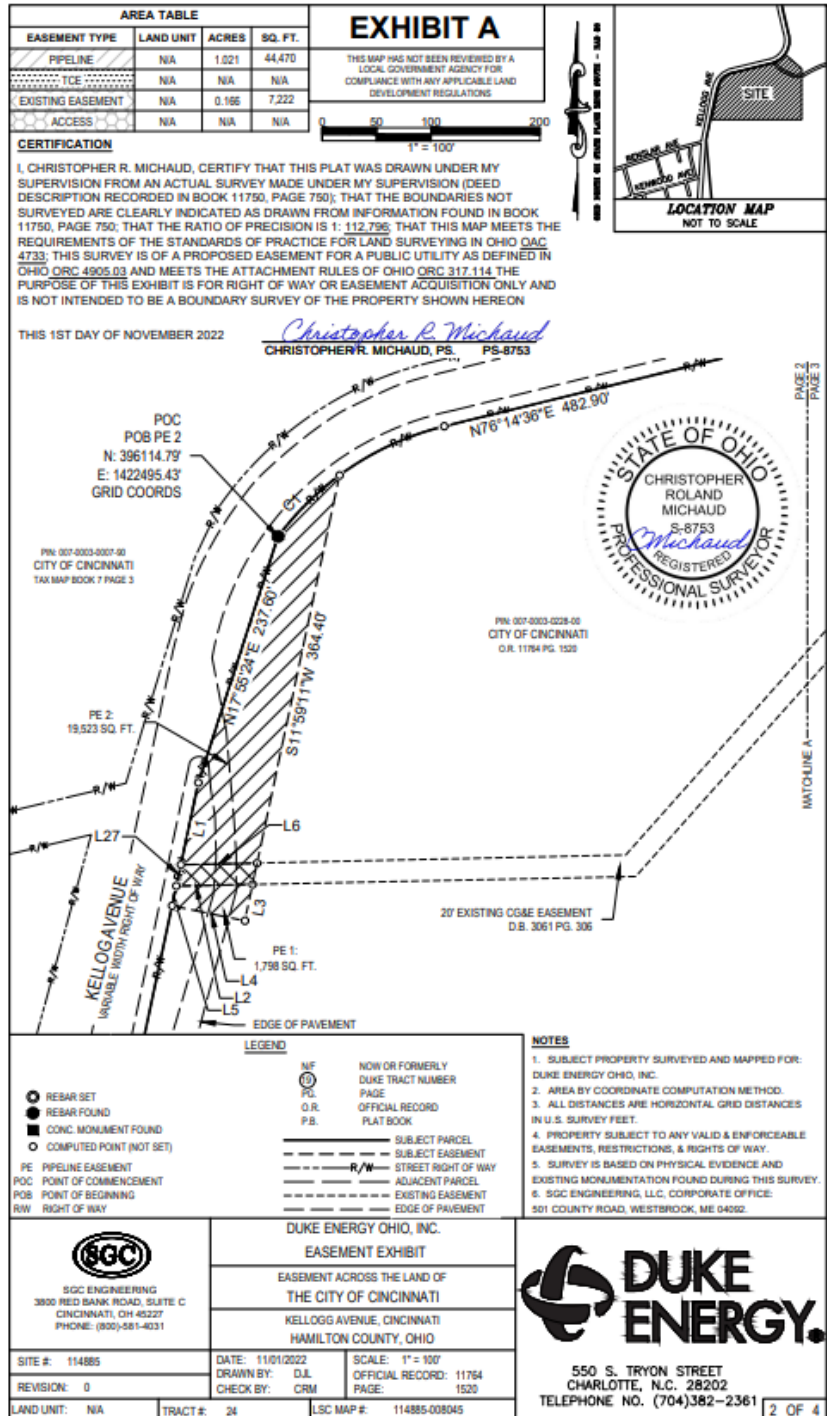 AREA TABLE
EASEMENT TYPE LAND UNIT ACRES SQ. FT.
PIPELINE N/A 1.021 44,470
TCE N/A N/A N/A
EXISTING EASEMENT N/A 0.166 7,222
ACCESS N/A N/A N/A
EXHIBIT A
THIS MAP HAS NOT BEEN REVIEWED BY A
LOCAL GOVERNMENT AGENCY FOR
COMPLIANCE WITH ANY APPLICABLE LAND
DEVELOPMENT REGULATIONS
0 50 100 200
1" = 100'
KELLOGG AVE
SITE
KENWOOD AVE
LOCATION MAP
NOT TO SCALE
CERTIFICATION
I, CHRISTOPHER R. MICHAUD, CERTIFY THAT THIS PLAT WAS DRAWN UNDER MY
SUPERVISION FROM AN ACTUAL SURVEY MADE UNDER MY SUPERVISION (DEED
DESCRIPTION RECORDED IN BOOK 11750, PAGE 750); THAT THE BOUNDARIES NOT
SURVEYED ARE CLEARLY INDICATED AS DRAWN FROM INFORMATION FOUND IN BOOK
11750, PAGE 750; THAT THE RATIO OF PRECISION IS 1: 112,796; THAT THIS MAP MEETS THE
REQUIREMENTS OF THE STANDARDS OF PRACTICE FOR LAND SURVEYING IN OHIO OAC
4733; THIS SURVEY IS OF A PROPOSED EASEMENT FOR A PUBLIC UTILITY AS DEFINED IN
OHIO ORC 4905.03 AND MEETS THE ATTACHMENT RULES OF OHIO ORC 317.114 THE
PURPOSE OF THIS EXHIBIT IS FOR RIGHT OF WAY OR EASEMENT ACQUISITION ONLY AND
IS NOT INTENDED TO BE A BOUNDARY SURVEY OF THE PROPERTY SHOWN HEREON
THIS 1ST DAY OF NOVEMBER 2022
Christopher R. Michaud
CHRISTOPHER R. MICHAUD, PS. PS-8753
PAGE 2
PAGE 3
R/W
R/W
R/W
N76°14'36"E 482.90'
R/W
R/W
R/W
POC
POB PE 2
N: 396114.79'
E: 1422495.43'
GRID COORDS
C1
R/W
STATE OF OHIO
CHRISTOPHER
ROLAND
MICHAUD
S-8753
Michaud
REGISTERED
PROFESSIONAL SURVEYOR
PIN: 007-0003-0007-90
CITY OF CINCINNATI
TAX MAP BOOK 7 PAGE 3
R/W
N17°55'24"E 237.60'
S11°59'11"W 364.40'
PIN: 007-0003-0228-00
CITY OF CINCINNATI
O.R. 11764 PG. 1520
R/W
PE 2:
19,523 SQ. FT.
R/W
R/W
R/W
MATCHLINE A
L27
L1
L6
R/W
L3
20' EXISTING CG&E EASEMENT
D.B. 3061 PG. 306
KELLOG AVENUE
VARIABLE WIDTH RIGHT OF WAY
PE 1:
1,798 SQ. FT.
R/W
R/W
L4
L2
L5
EDGE OF PAVEMENT
LEGEND
REBAR SET
REBAR FOUND
CONC. MONUMENT FOUND
COMPUTED POINT (NOT SET)
PE PIPELINE EASEMENT
POC POINT OF COMMENCEMENT
POB POINT OF BEGINNING
R/W RIGHT OF WAY
N/F NOW OR FORMERLY
19 DUKE TRACT NUMBER
PG. PAGE
O.R. OFFICIAL RECORD
P.B. PLAT BOOK
SUBJECT PARCEL
SUBJECT EASEMENT
R/W STREET RIGHT OF WAY
ADJACENT PARCEL
EXISTING EASEMENT
EDGE OF PAVEMENT
NOTES
1. SUBJECT PROPERTY SURVEYED AND MAPPED FOR:
DUKE ENERGY OHIO, INC.
2. AREA BY COORDINATE COMPUTATION METHOD.
3. ALL DISTANCES ARE HORIZONTAL GRID DISTANCES
IN U.S. SURVEY FEET.
4. PROPERTY SUBJECT TO ANY VALID & ENFORCEABLE
EASEMENTS, RESTRICTIONS, & RIGHTS OF WAY.
5. SURVEY IS BASED ON PHYSICAL EVIDENCE AND
EXISTING MONUMENTATION FOUND DURING THIS SURVEY.
6. SGC ENGINEERING, LLC, CORPORATE OFFICE:
501 COUNTY ROAD, WESTBROOK, ME 04092.
SGC
SGC ENGINEERING
3800 RED BANK ROAD, SUITE C
CINCINNATI, OH 45227
PHONE: (800)-581-4031
DUKE ENERGY OHIO, INC.
EASEMENT EXHIBIT
EASEMENT ACROSS THE LAND OF
THE CITY OF CINCINNATI
KELLOGG AVENUE, CINCINNATI
HAMILTON COUNTY, OHIO
SITE #: 114885
DATE: 11/01/2022
DRAWN BY: DJL
CHECK BY: CRM
SCALE: 1" = 100'
OFFICIAL RECORD: 11764
PAGE: 1520
REVISION: 0
LAND UNIT: N/A
TRACT #: 24
LSC MAP #: 114885-008045
DUKE
ENERGY.
550 S. TRYON STREET
CHARLOTTE, N.C. 28202
TELEPHONE NO. (704)382-2361
2 OF 4